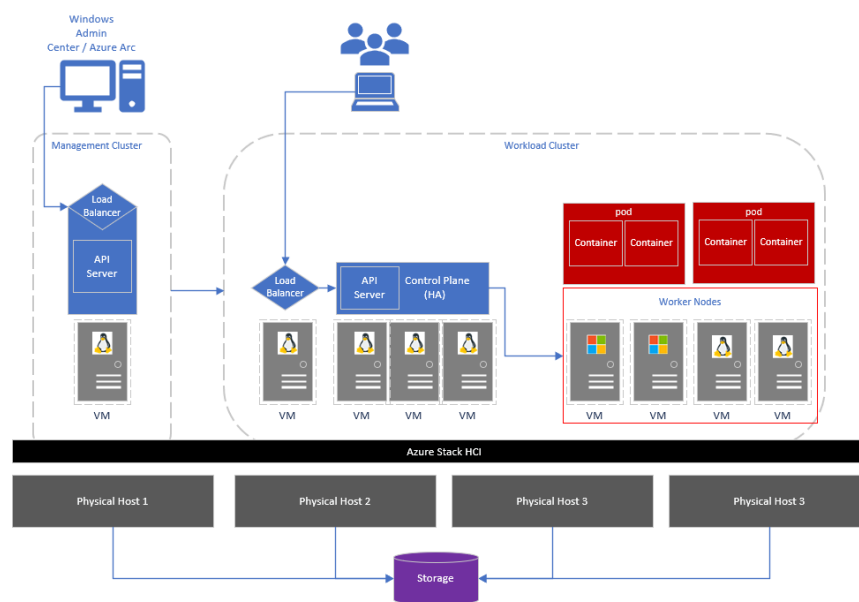 Windows
Admin
Center / Azure Arc
Management Cluster
Workload Cluster
Load
Balancer
API
Server
VM
Load
Balancer
API
Server
Control Plane
(HA)
pod
Container
Container
pod
Container
Container
Worker Nodes
VM
VM
VM
VM
VM
VM
VM
VM
Azure Stack HCI
Physical Host 1
Physical Host 2
Physical Host 3
Physical Host 3
Storage